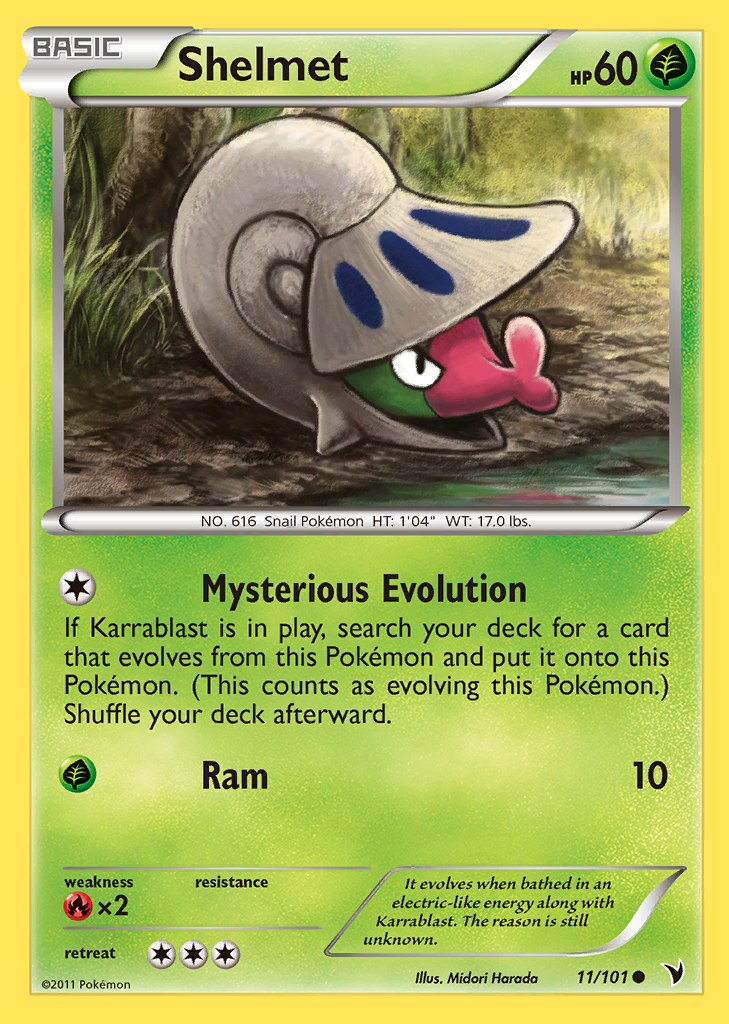 BASIC
Shelmet
HP60
NO. 616 Snail Pokémon HT: 1'04" WT: 17.0 lbs.
Mysterious Evolution
If Karrablast is in play, search your deck for a card
that evolves from this Pokémon and put it onto this
Pokémon. (This counts as evolving this Pokémon.)
Shuffle your deck afterward.
Ram 10
weakness resistance
×2
retreat
It evolves when bathed in an
electric-like energy along with
Karrablast. The reason is still
unknown.
©2011 Pokémon
Illus. Midori Harada
11/101